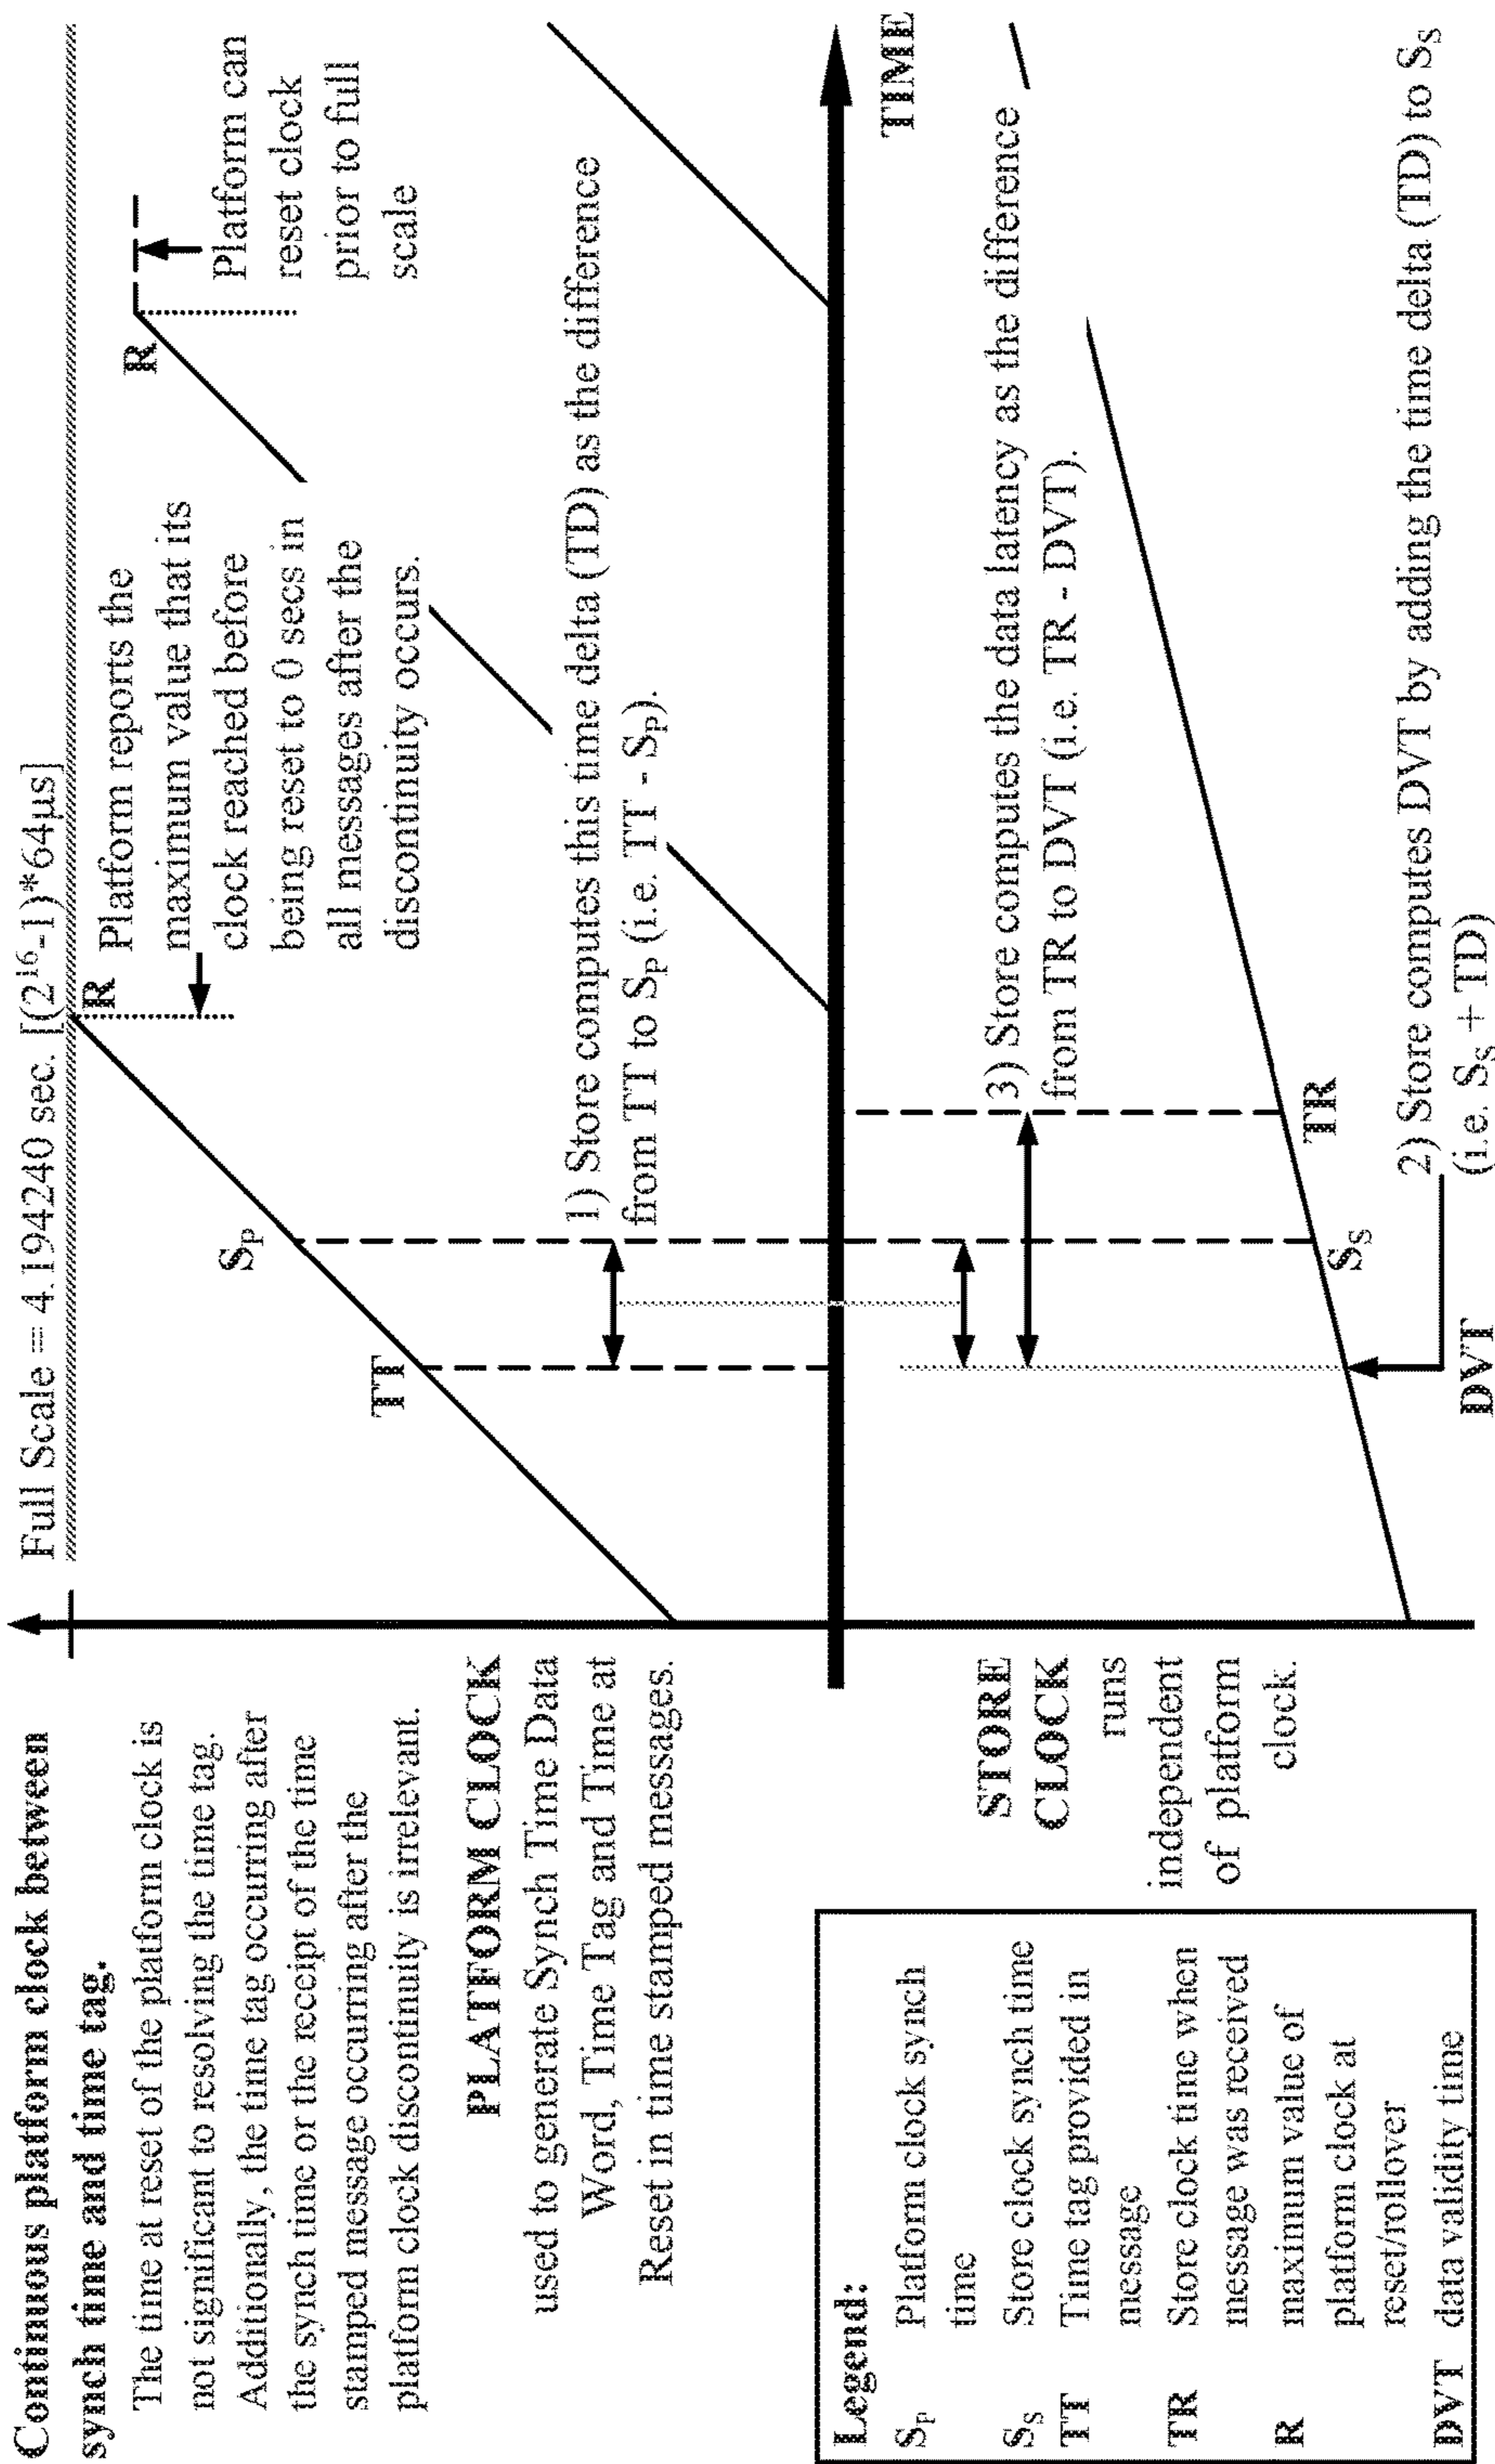 Continuous platform clock between
synch time and time tag.
The time at reset of the platform clock is
not significant to resolving the time tag.
Additionally, the time tag occurring after
the synch time or the receipt of the time
stamped message occurring after the
platform clock discontinuity is irrelevant.
PLATFORM CLOCK
used to generate Synch Time Data
Word, Time Tag and Time at
Reset in time stamped messages.
STORE
CLOCK
runs
independent
of platform
clock.
Legend:
S_P Platform clock synch
time
S_S Store clock synch time
TT Time tag provided in
message
TR Store clock time when
message was received
R maximum value of
platform clock at
reset/rollover
DVT data validity time
Full Scale = 4.194240 sec. [(2^16-1)*64µs]
R
Platform reports the
maximum value that its
clock reached before
being reset to 0 secs in
all messages after the
discontinuity occurs.
R
Platform can
reset clock
prior to full
scale
S_P
TT
1) Store computes this time delta (TD) as the difference
from TT to S_P (i.e. TT - S_P).
TIME
3) Store computes the data latency as the difference
from TR to DVT (i.e. TR - DVT).
TR
S_S
DVT
2) Store computes DVT by adding the time delta (TD) to S_S
(i.e. S_S + TD)